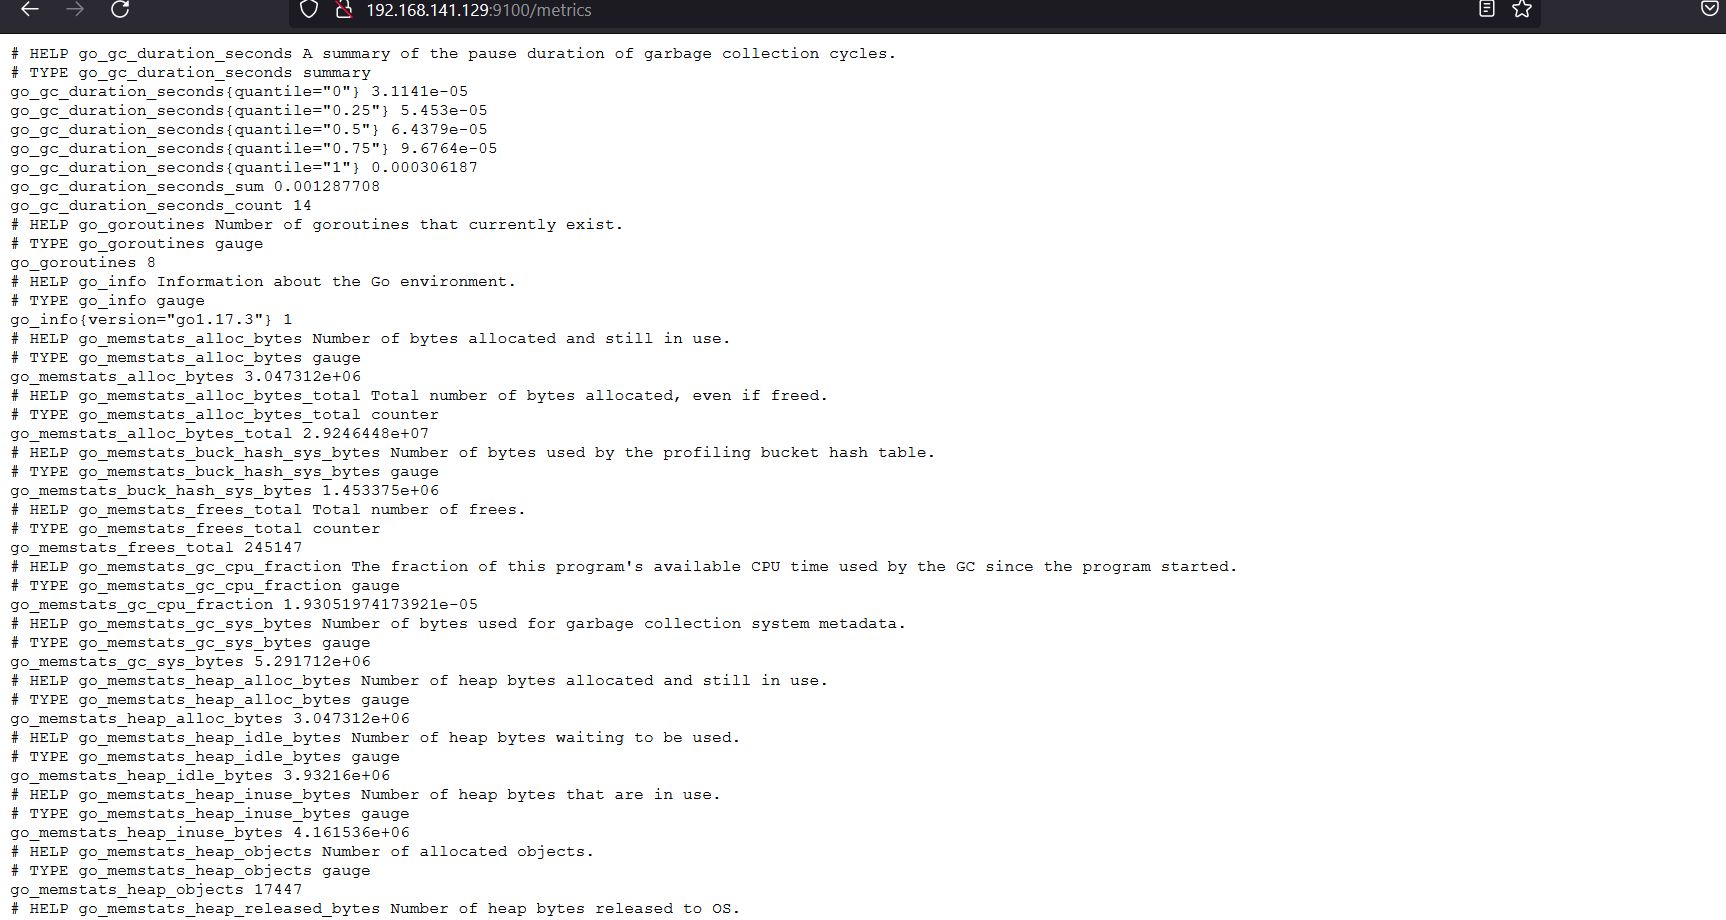 192.168.141.129:9100/metrics
# HELP go_gc_duration_seconds A summary of the pause duration of garbage collection cycles.
# TYPE go_gc_duration_seconds summary
go_gc_duration_seconds{quantile="0"} 3.1141e-05
go_gc_duration_seconds{quantile="0.25"} 5.453e-05
go_gc_duration_seconds{quantile="0.5"} 6.4379e-05
go_gc_duration_seconds{quantile="0.75"} 9.6764e-05
go_gc_duration_seconds{quantile="1"} 0.000306187
go_gc_duration_seconds_sum 0.001287708
go_gc_duration_seconds_count 14
# HELP go_goroutines Number of goroutines that currently exist.
# TYPE go_goroutines gauge
go_goroutines 8
# HELP go_info Information about the Go environment.
# TYPE go_info gauge
go_info{version="go1.17.3"} 1
# HELP go_memstats_alloc_bytes Number of bytes allocated and still in use.
# TYPE go_memstats_alloc_bytes gauge
go_memstats_alloc_bytes 3.047312e+06
# HELP go_memstats_alloc_bytes_total Total number of bytes allocated, even if freed.
# TYPE go_memstats_alloc_bytes_total counter
go_memstats_alloc_bytes_total 2.9246448e+07
# HELP go_memstats_buck_hash_sys_bytes Number of bytes used by the profiling bucket hash table.
# TYPE go_memstats_buck_hash_sys_bytes gauge
go_memstats_buck_hash_sys_bytes 1.453375e+06
# HELP go_memstats_frees_total Total number of frees.
# TYPE go_memstats_frees_total counter
go_memstats_frees_total 245147
# HELP go_memstats_gc_cpu_fraction The fraction of this program's available CPU time used by the GC since the program started.
# TYPE go_memstats_gc_cpu_fraction gauge
go_memstats_gc_cpu_fraction 1.93051974173921e-05
# HELP go_memstats_gc_sys_bytes Number of bytes used for garbage collection system metadata.
# TYPE go_memstats_gc_sys_bytes gauge
go_memstats_gc_sys_bytes 5.291712e+06
# HELP go_memstats_heap_alloc_bytes Number of heap bytes allocated and still in use.
# TYPE go_memstats_heap_alloc_bytes gauge
go_memstats_heap_alloc_bytes 3.047312e+06
# HELP go_memstats_heap_idle_bytes Number of heap bytes waiting to be used.
# TYPE go_memstats_heap_idle_bytes gauge
go_memstats_heap_idle_bytes 3.93216e+06
# HELP go_memstats_heap_inuse_bytes Number of heap bytes that are in use.
# TYPE go_memstats_heap_inuse_bytes gauge
go_memstats_heap_inuse_bytes 4.161536e+06
# HELP go_memstats_heap_objects Number of allocated objects.
# TYPE go_memstats_heap_objects gauge
go_memstats_heap_objects 17447
# HELP go_memstats_heap_released_bytes Number of heap bytes released to OS.